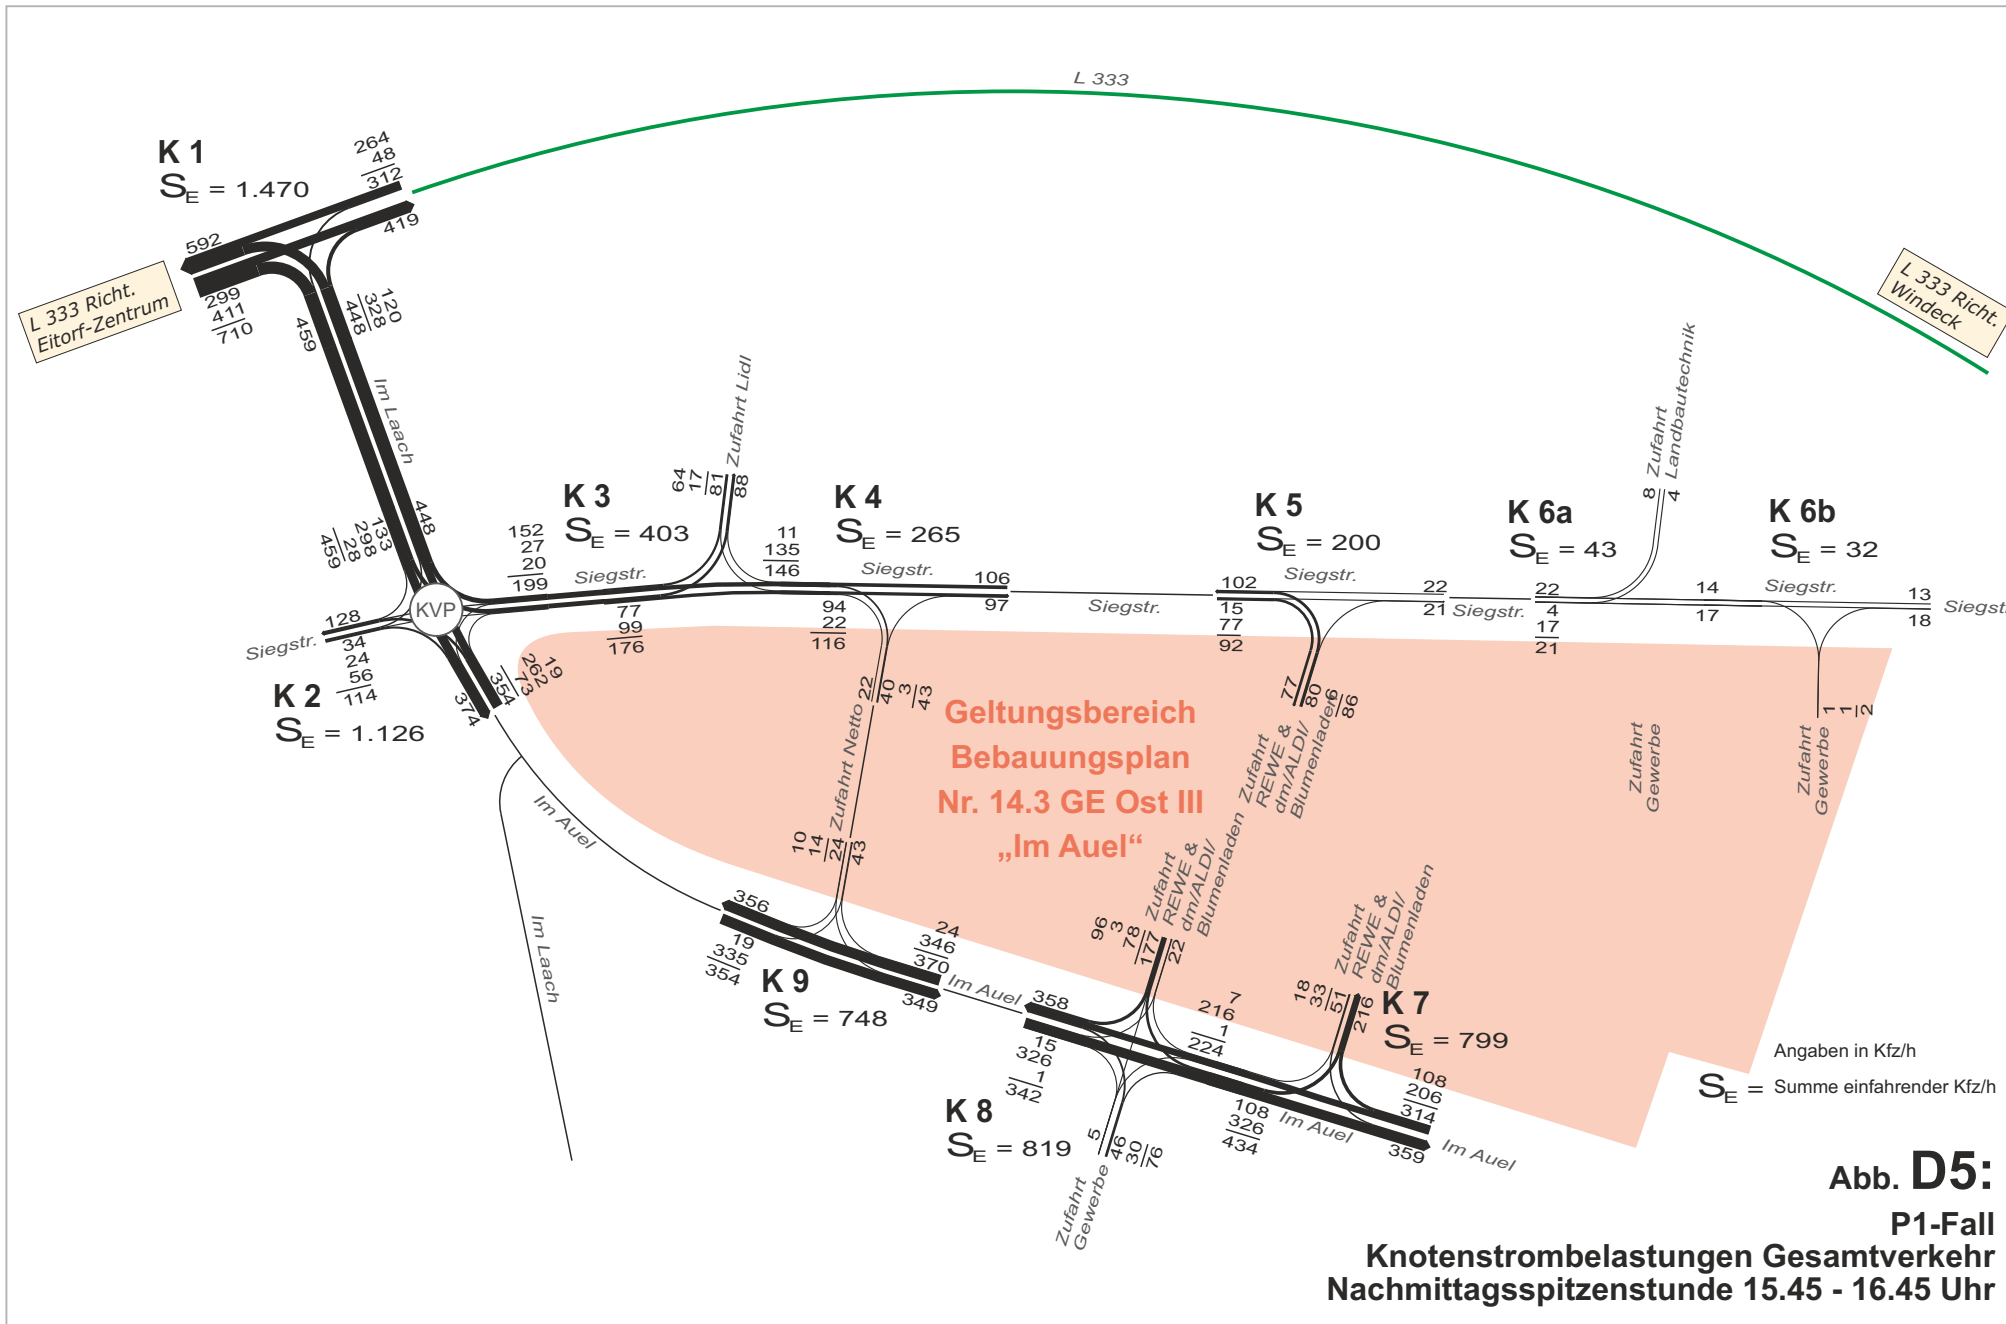 L 333
K 1
SE = 1.470
264
48
312
419
592
299
411
710
459
120
328
448
L 333 Richt.
Eitorf-Zentrum
L 333 Richt.
Windeck
Im Laach
448
133
298
28
459
KVP
128
34
24
56
114
Siegstr.
K 2
SE = 1.126
374
354
73
262
19
152
27
20
199
K 3
SE = 403
Siegstr.
77
99
176
64
17
81
88
Zufahrt Lidl
11
135
146
K 4
SE = 265
Siegstr.
106
97
94
22
116
22
40
3
43
Zufahrt Netto
Siegstr.
K 5
SE = 200
102
15
77
92
Siegstr.
22
21
77
80
6
86
Zufahrt
REWE &
dm/ALDI/
Blumenladen
Siegstr.
K 6a
SE = 43
22
4
17
21
8
4
Zufahrt
Landbautechnik
14
17
K 6b
SE = 32
Siegstr.
13
18
Siegst
1
1
2
Zufahrt
Gewerbe
Zufahrt
Gewerbe
Geltungsbereich
Bebauungsplan
Nr. 14.3 GE Ost III
„Im Auel“
Im Auel
Im Laach
10
14
24
43
356
19
335
354
K 9
SE = 748
24
346
370
349
Im Auel
96
3
78
177
22
Zufahrt
REWE &
dm/ALDI/
Blumenladen
358
15
326
1
342
K 8
SE = 819
7
216
1
224
5
46
30
76
Zufahrt
Gewerbe
18
33
51
216
Zufahrt
REWE &
dm/ALDI/
Blumenladen
K 7
SE = 799
108
206
314
108
326
434
Im Auel
359
Im Auel
Angaben in Kfz/h
SE = Summe einfahrender Kfz/h
Abb. D5:
P1-Fall
Knotenstrombelastungen Gesamtverkehr
Nachmittagsspitzenstunde 15.45 - 16.45 Uhr